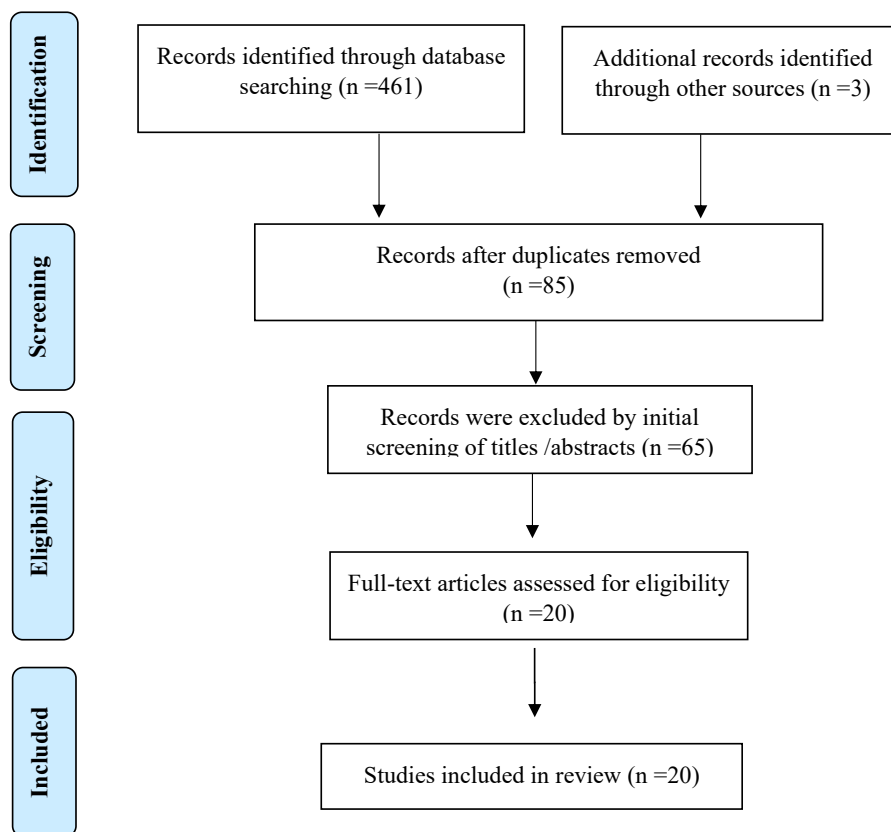 Identification
Records identified through database
searching (n =461)
Additional records identified
through other sources (n =3)
Screening
Records after duplicates removed
(n =85)
Records were excluded by initial
screening of titles /abstracts (n =65)
Eligibility
Full-text articles assessed for eligibility
(n =20)
Included
Studies included in review (n =20)